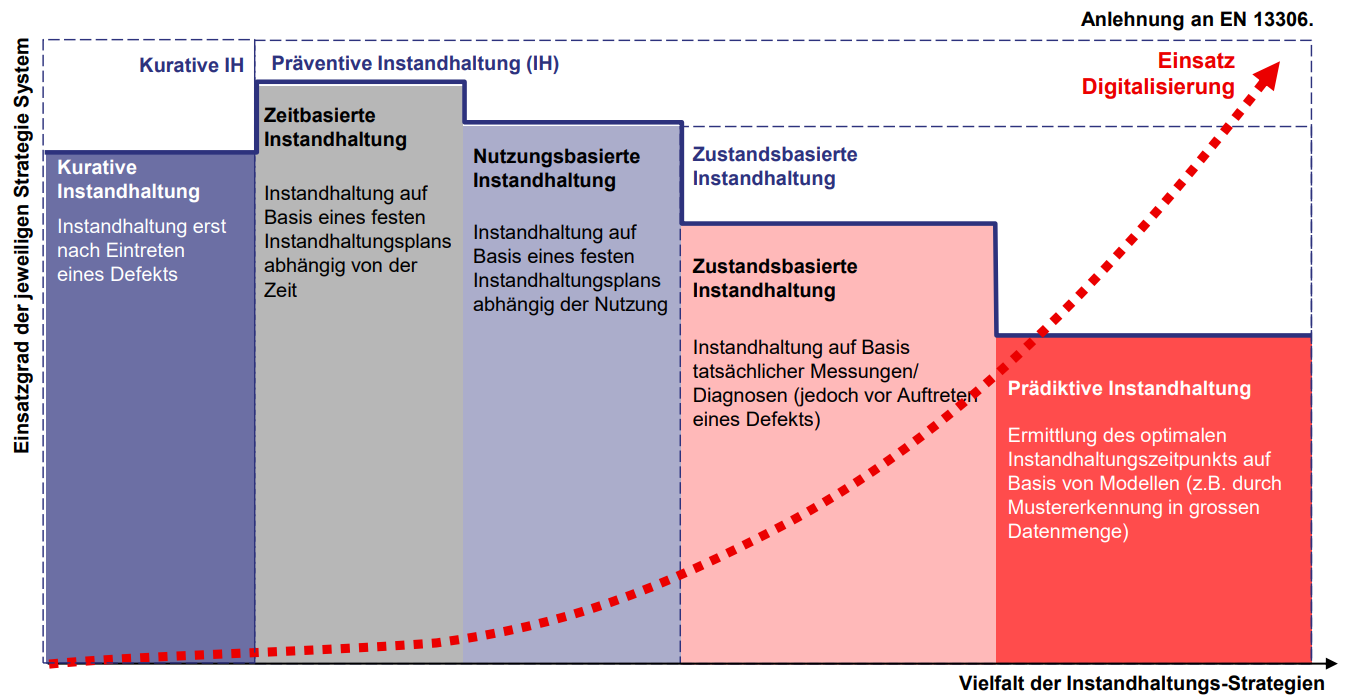 Anlehnung an EN 13306.
Einsatzgrad der jeweiligen Strategie System
Kurative IH
Präventive Instandhaltung (IH)
Einsatz
Digitalisierung
Kurative
Instandhaltung
Instandhaltung erst
nach Eintreten
eines Defekts
Zeitbasierte
Instandhaltung
Instandhaltung auf
Basis eines festen
Instandhaltungsplans
abhängig von der
Zeit
Nutzungsbasierte
Instandhaltung
Instandhaltung auf
Basis eines festen
Instandhaltungsplans
abhängig der Nutzung
Zustandsbasierte
Instandhaltung
Zustandsbasierte
Instandhaltung
Instandhaltung auf Basis
tatsächlicher Messungen/
Diagnosen (jedoch vor Auftreten
eines Defekts)
Prädiktive Instandhaltung
Ermittlung des optimalen
Instandhaltungszeitpunkts auf
Basis von Modellen (z.B. durch
Mustererkennung in grossen
Datenmenge)
Vielfalt der Instandhaltungs-Strategien